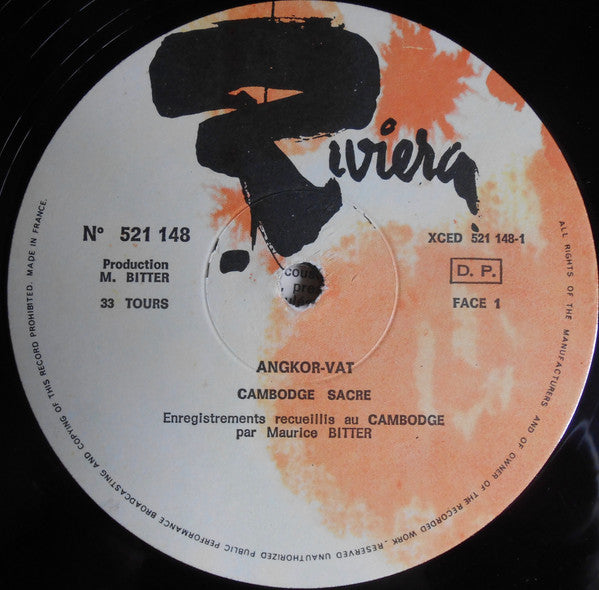 Riviera
N° 521 148
XCED 521 148-1
Production
M. BITTER
D. P.
33 TOURS
FACE 1
ANGKOR-VAT
CAMBODGE SACRE
Enregistrements recueillis au CAMBODGE
par Maurice BITTER
ALL RIGHTS OF THE MANUFACTURERS AND OF OWNER OF THE RECORDED WORK _ RESERVED UNAUTHORIZED PUBLIC PERFORMANCE BROADCASTING AND COPYING OF THIS RECORD PROHIBITED. MADE IN FRANCE.